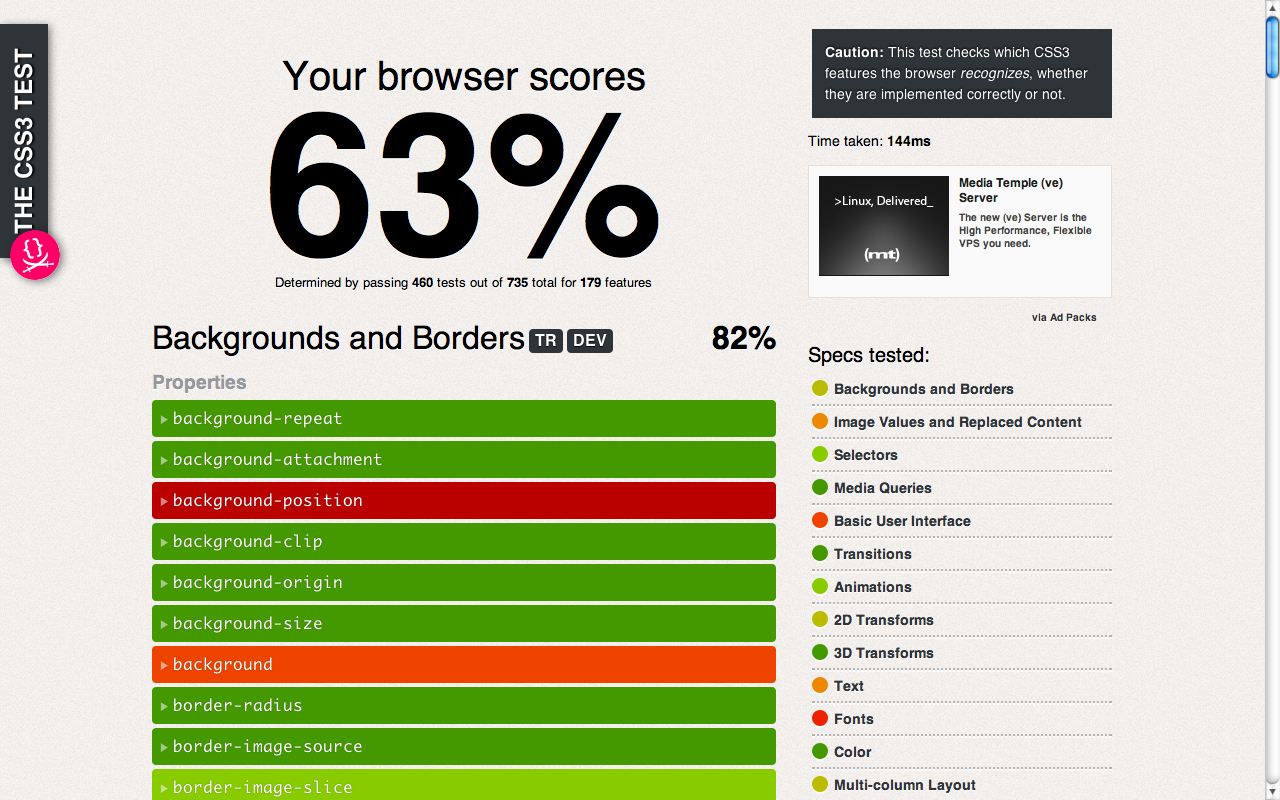 THE CSS3 TEST
{}
Your browser scores
63%
Determined by passing 460 tests out of 735 total for 179 features
Backgrounds and Borders TR DEV 82%
Properties
background-repeat
background-attachment
background-position
background-clip
background-origin
background-size
background
border-radius
border-image-source
border-image-slice
Caution: This test checks which CSS3
features the browser recognizes, whether
they are implemented correctly or not.
Time taken: 144ms
>Linux, Delivered_
(mt)
Media Temple (ve)
Server
The new (ve) Server is the
High Performance, Flexible
VPS you need.
via Ad Packs
Specs tested:
Backgrounds and Borders
Image Values and Replaced Content
Selectors
Media Queries
Basic User Interface
Transitions
Animations
2D Transforms
3D Transforms
Text
Fonts
Color
Multi-column Layout